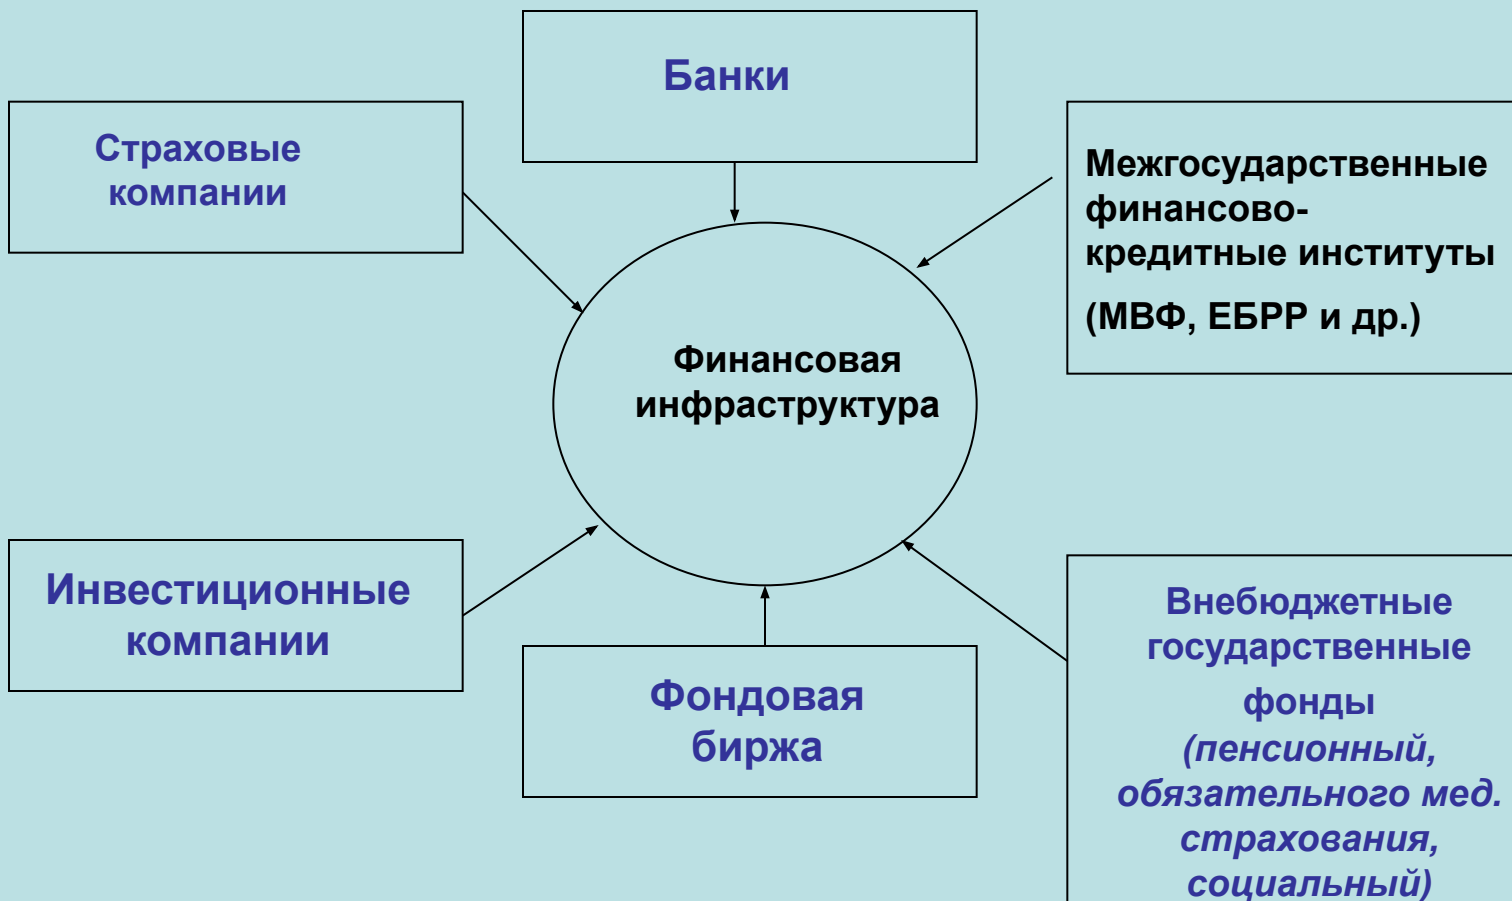 Банки
Страховые
компании
Межгосударственные
финансово-
кредитные институты
(МВФ, ЕБРР и др.)
Финансовая
инфраструктура
Инвестиционные
компании
Фондовая
биржа
Внебюджетные
государственные
фонды
(пенсионный,
обязательного мед.
страхования,
социальный)